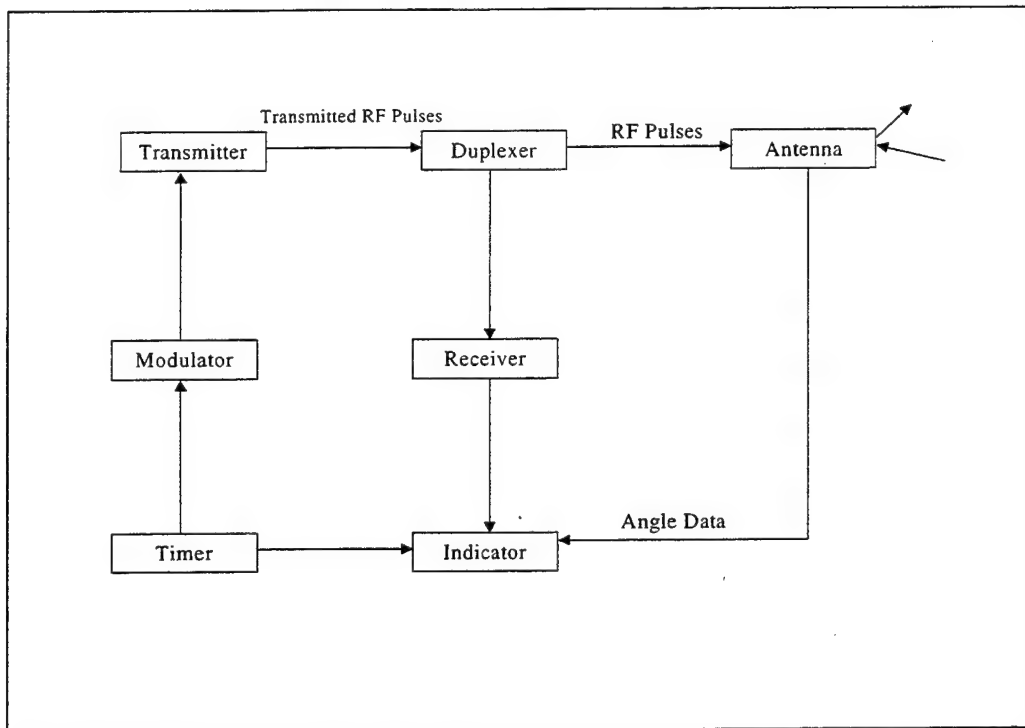 Transmitted RF Pulses
RF Pulses
Transmitter
Duplexer
Antenna
Modulator
Receiver
Angle Data
Timer
Indicator